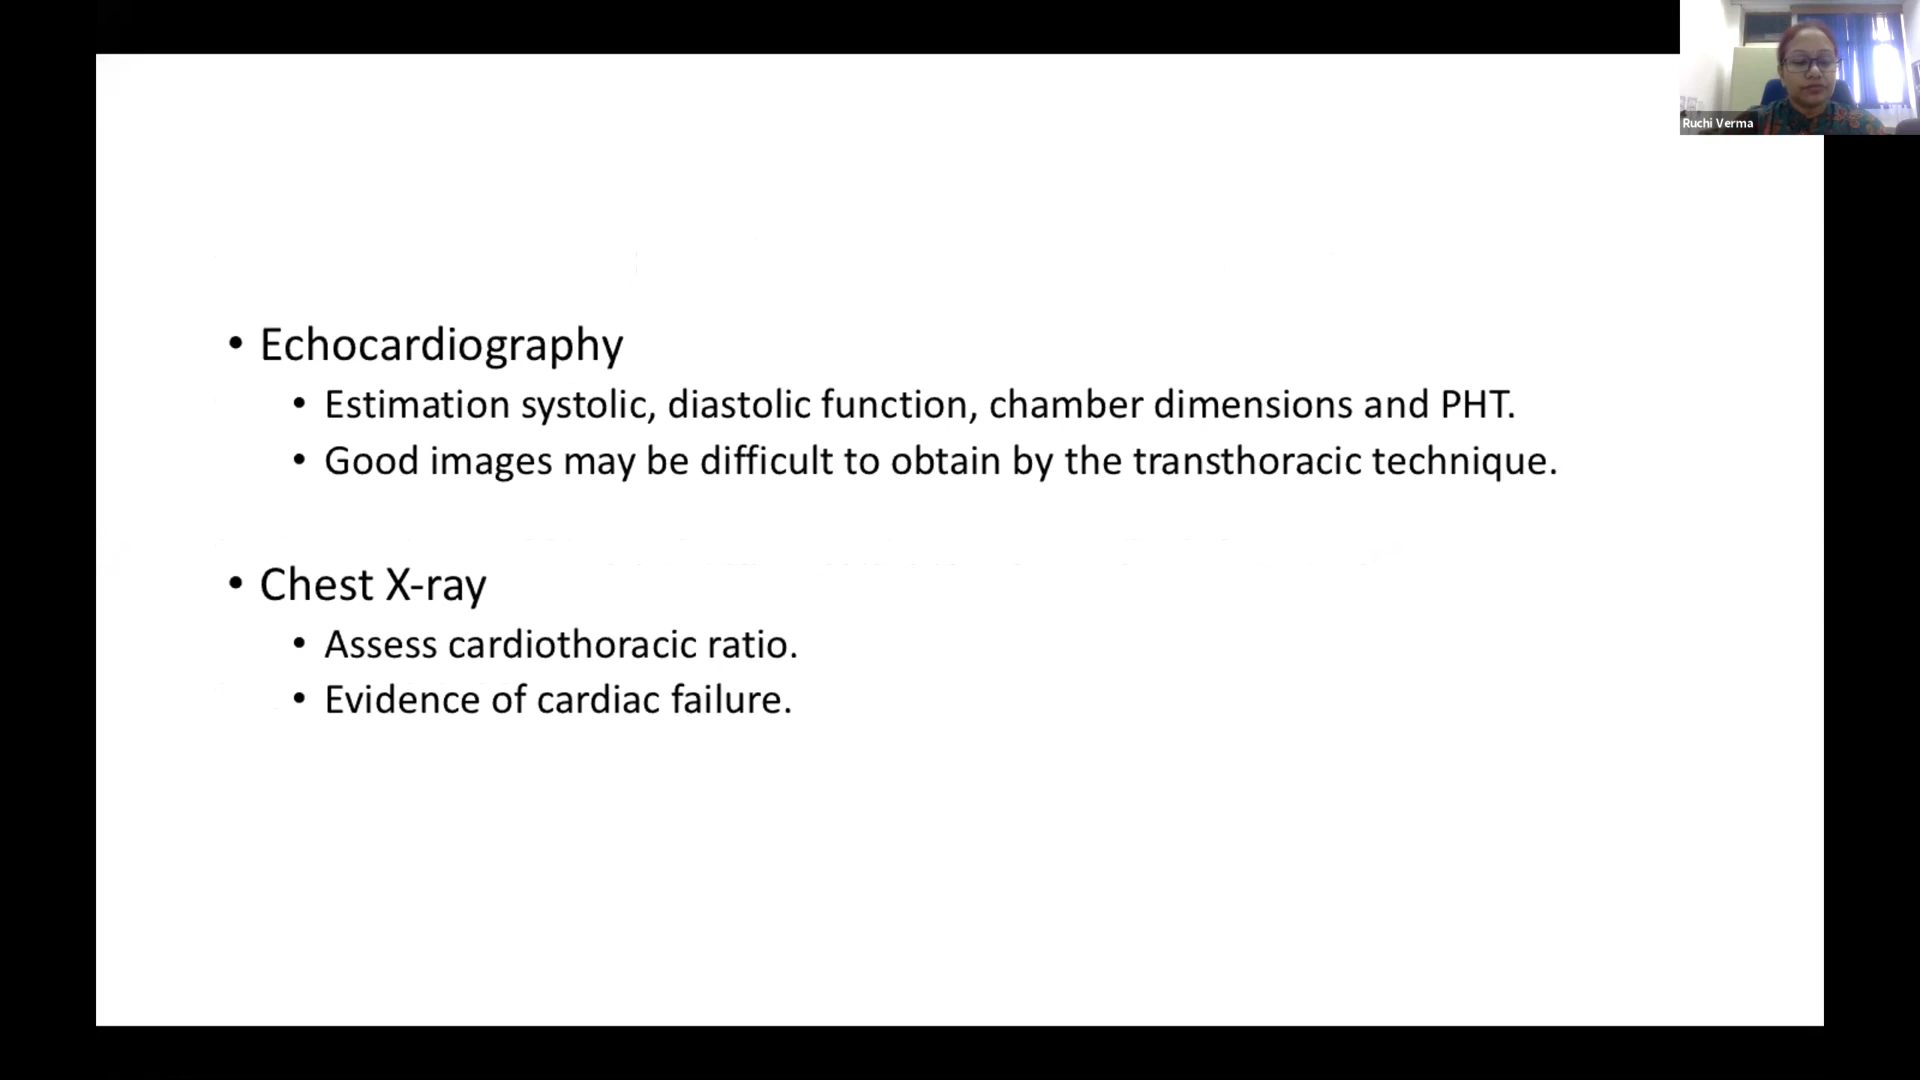 Ruchi Verma
• Echocardiography
• Estimation systolic, diastolic function, chamber dimensions and PHT.
• Good images may be difficult to obtain by the transthoracic technique.
• Chest X-ray
• Assess cardiothoracic ratio.
• Evidence of cardiac failure.